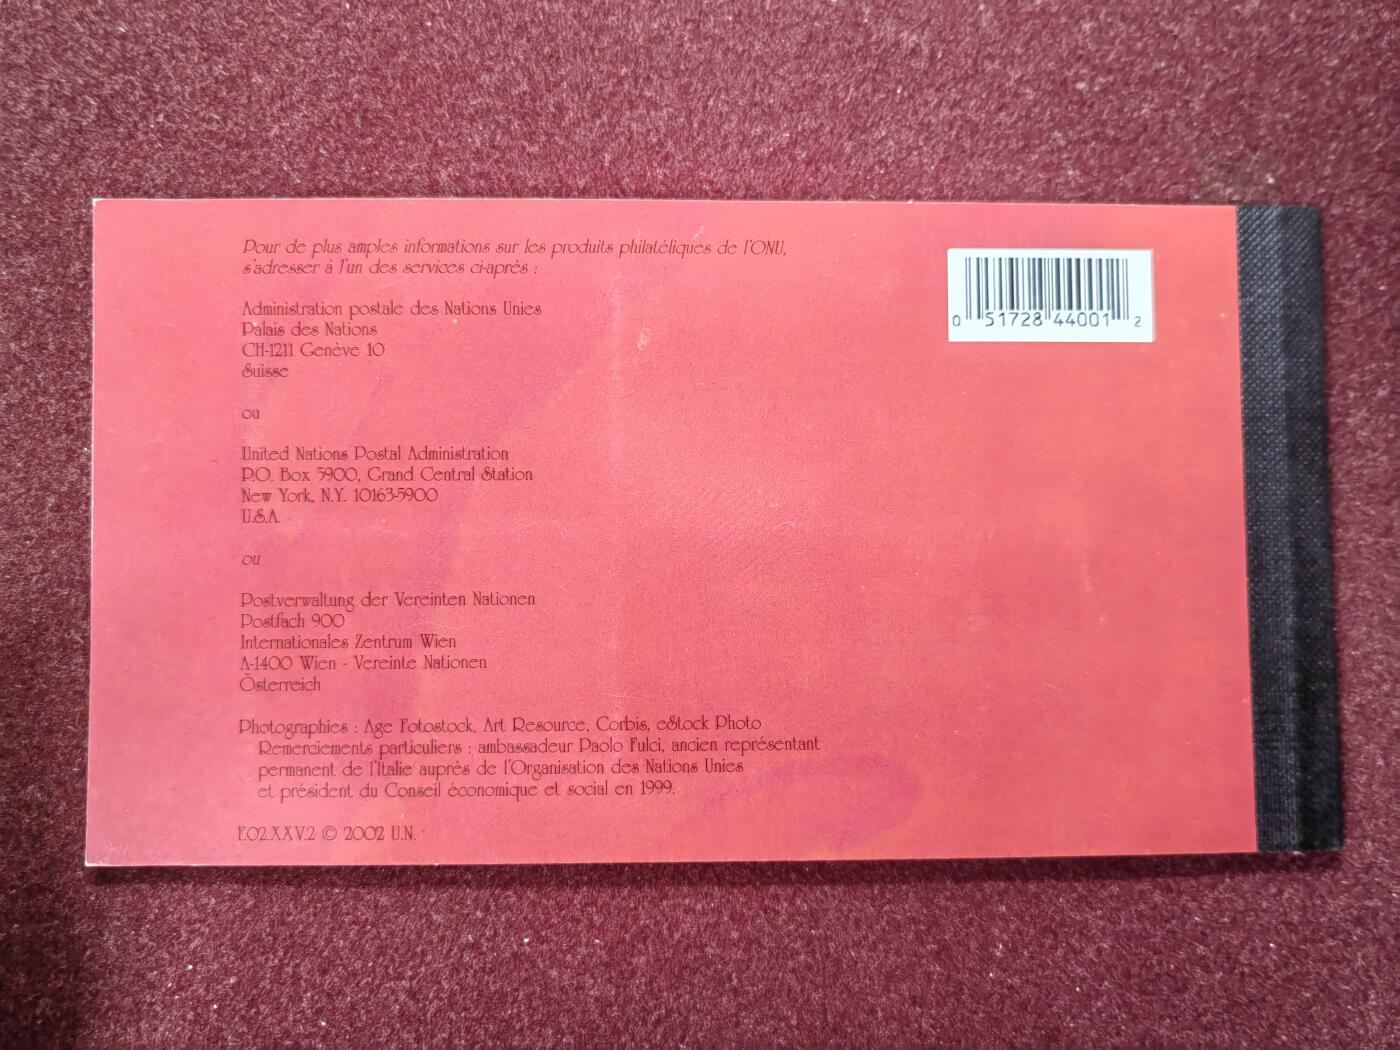 Pour de plus amples informations sur les produits philatéliques de l'ONU,
s'adresser à l'un des services ci-après :
Administration postale des Nations Unies
Palais des Nations
CH-1211 Genève 10
Suisse
ou
United Nations Postal Administration
P.O. Box 5900, Grand Central Station
New York, N.Y. 10163-5900
U.S.A.
ou
Postverwaltung der Vereinten Nationen
Postfach 900
Internationales Zentrum Wien
A-1400 Wien - Vereinte Nationen
Österreich
Photographies : Age Fotostock, Art Resource, Corbis, eStock Photo
Remerciements particuliers : ambassadeur Paolo Fulci, ancien représentant
permanent de l'Italie auprès de l'Organisation des Nations Unies
et président du Conseil économique et social en 1999.
F.02.XXV.2 © 2002 U.N.
0 51728 44001 2